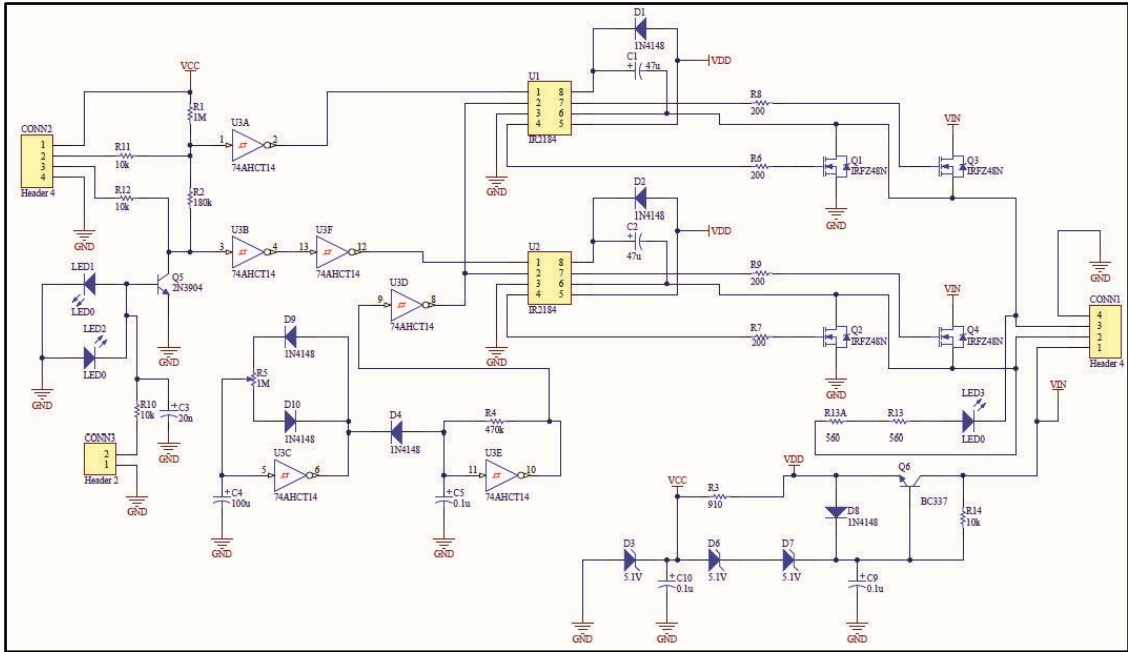 D1
1N4148
C1
47u
VDD
VCC
U1
1
2
3
4
8
7
6
5
IR2184
GND
R1
1M
U3A
1
2
74AHCT14
R8
200
CONN2
1
2
3
4
Header 4
R11
10k
R12
10k
GND
R2
180k
R6
200
Q1
IRFZ48N
GND
VIN
Q3
IRFZ48N
D2
1N4148
C2
47u
VDD
U3B
3
4
74AHCT14
U3F
13
12
74AHCT14
U2
1
2
3
4
8
7
6
5
IR2184
GND
R9
200
R7
200
Q2
IRFZ48N
GND
VIN
Q4
IRFZ48N
GND
CONN1
4
3
2
1
Header 4
VIN
LED1
LED0
LED2
LED0
GND
Q5
2N3904
GND
U3D
9
8
74AHCT14
D9
1N4148
R5
1M
D10
1N4148
R10
10k
C3
20n
GND
CONN3
2
1
Header 2
GND
U3C
5
6
74AHCT14
C4
100u
GND
D4
1N4148
R4
470k
U3E
11
10
74AHCT14
C5
0.1u
GND
R13A
560
R13
560
LED3
LED0
VCC
R3
910
VDD
Q6
BC337
D8
1N4148
R14
10k
D3
5.1V
GND
C10
0.1u
GND
D6
5.1V
D7
5.1V
C9
0.1u
GND